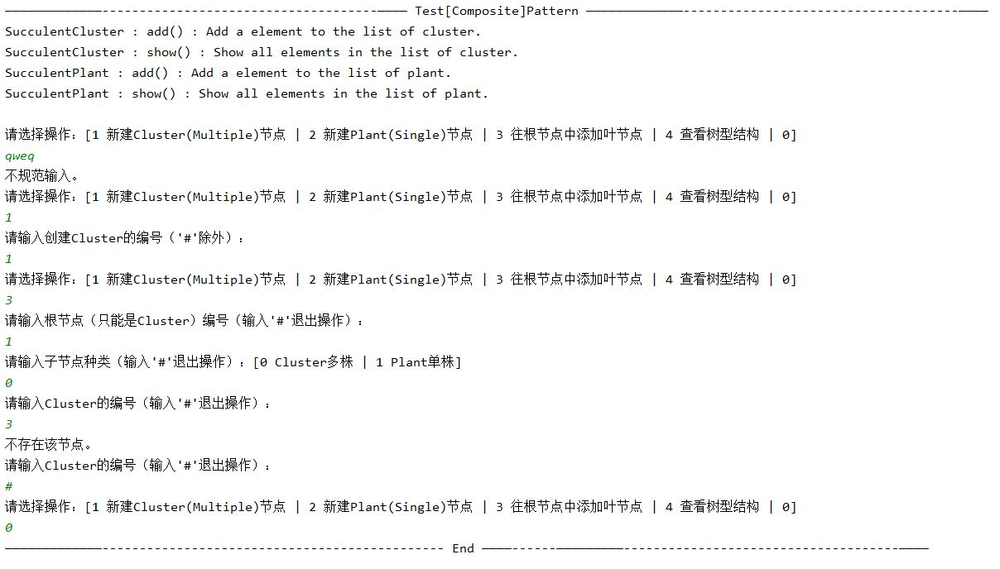 —————————————-------------------------------------———— Test[Composite]Pattern —————————————-------------------------------------————
SucculentCluster : add() : Add a element to the list of cluster.
SucculentCluster : show() : Show all elements in the list of cluster.
SucculentPlant : add() : Add a element to the list of plant.
SucculentPlant : show() : Show all elements in the list of plant.
请选择操作：[1 新建Cluster(Multiple)节点 | 2 新建Plant(Single)节点 | 3 往根节点中添加叶节点 | 4 查看树型结构 | 0]
qweq
不规范输入。
请选择操作：[1 新建Cluster(Multiple)节点 | 2 新建Plant(Single)节点 | 3 往根节点中添加叶节点 | 4 查看树型结构 | 0]
1
请输入创建Cluster的编号（'#'除外）：
1
请选择操作：[1 新建Cluster(Multiple)节点 | 2 新建Plant(Single)节点 | 3 往根节点中添加叶节点 | 4 查看树型结构 | 0]
3
请输入根节点（只能是Cluster）编号（输入'#'退出操作）：
1
请输入子节点种类（输入'#'退出操作）：[0 Cluster多株 | 1 Plant单株]
0
请输入Cluster的编号（输入'#'退出操作）：
3
不存在该节点。
请输入Cluster的编号（输入'#'退出操作）：
#
请选择操作：[1 新建Cluster(Multiple)节点 | 2 新建Plant(Single)节点 | 3 往根节点中添加叶节点 | 4 查看树型结构 | 0]
0
—————————————---------------------------------------------- End ————------—————————-------------------------------------————